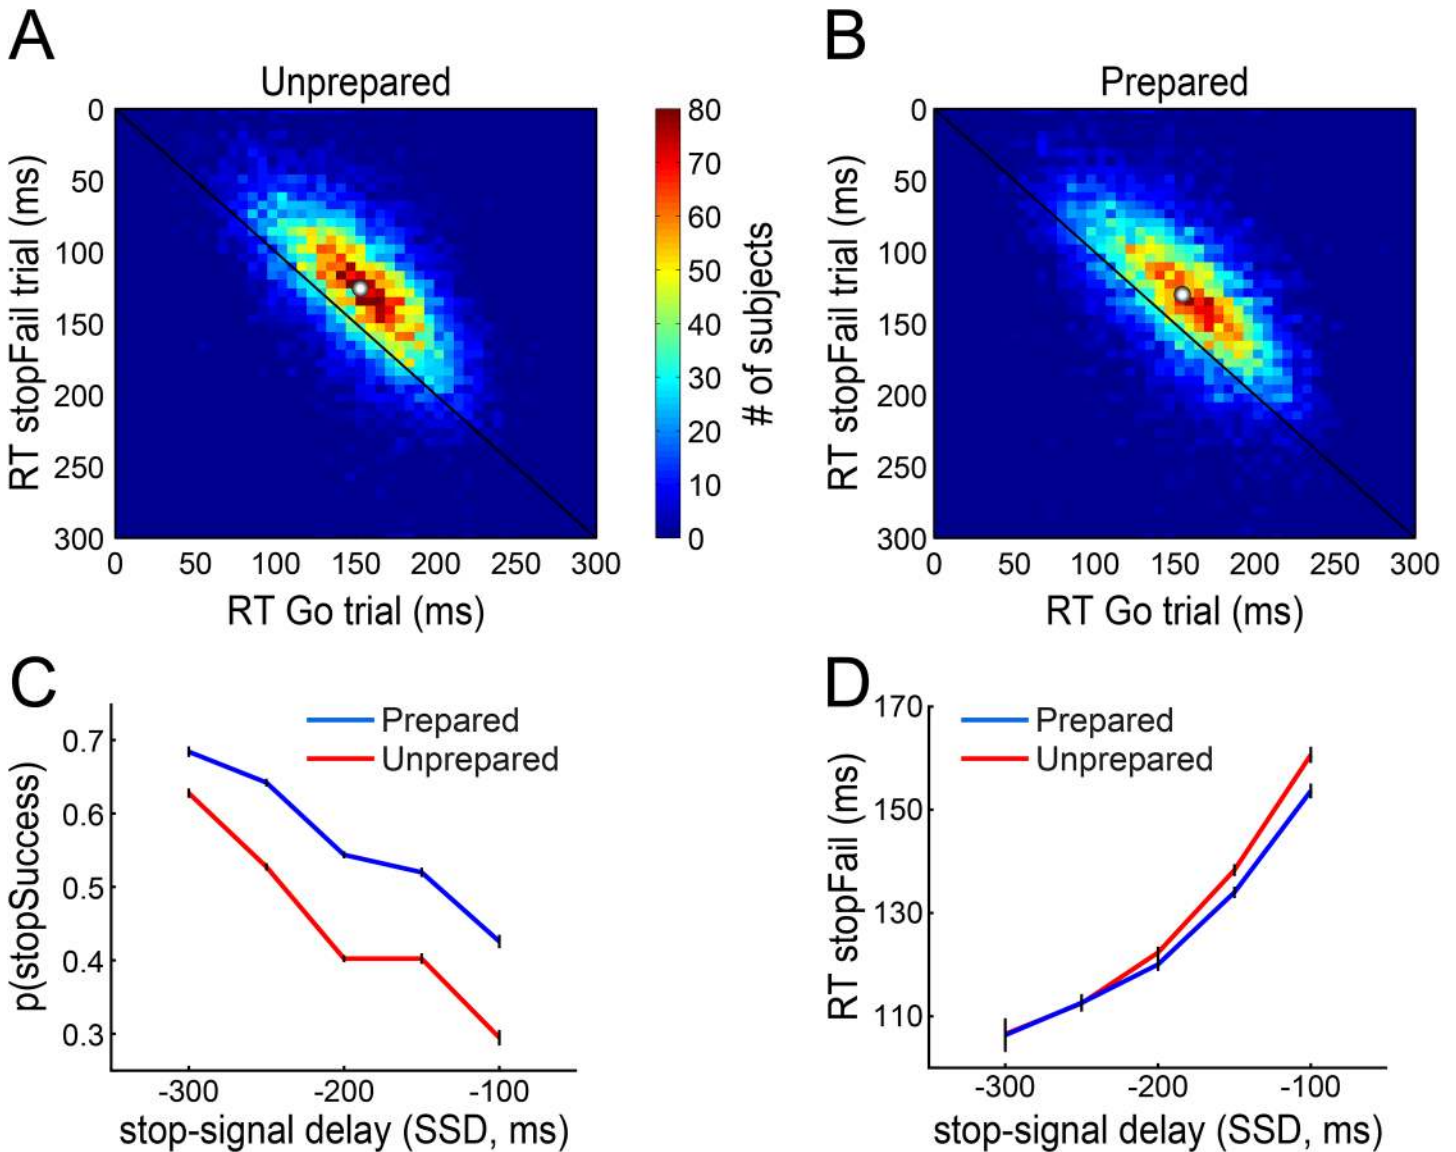 A
B
Unprepared
Prepared
0
50
100
150
200
250
300
RT stopFail trial (ms)
0 50 100 150 200 250 300
RT Go trial (ms)
80
70
60
50
40
30
20
10
0
# of subjects
0
50
100
150
200
250
300
RT stopFail trial (ms)
0 50 100 150 200 250 300
RT Go trial (ms)
C
Prepared
Unprepared
0.7
0.6
0.5
0.4
0.3
p(stopSuccess)
-300 -200 -100
stop-signal delay (SSD, ms)
D
Prepared
Unprepared
170
150
130
110
RT stopFail (ms)
-300 -200 -100
stop-signal delay (SSD, ms)